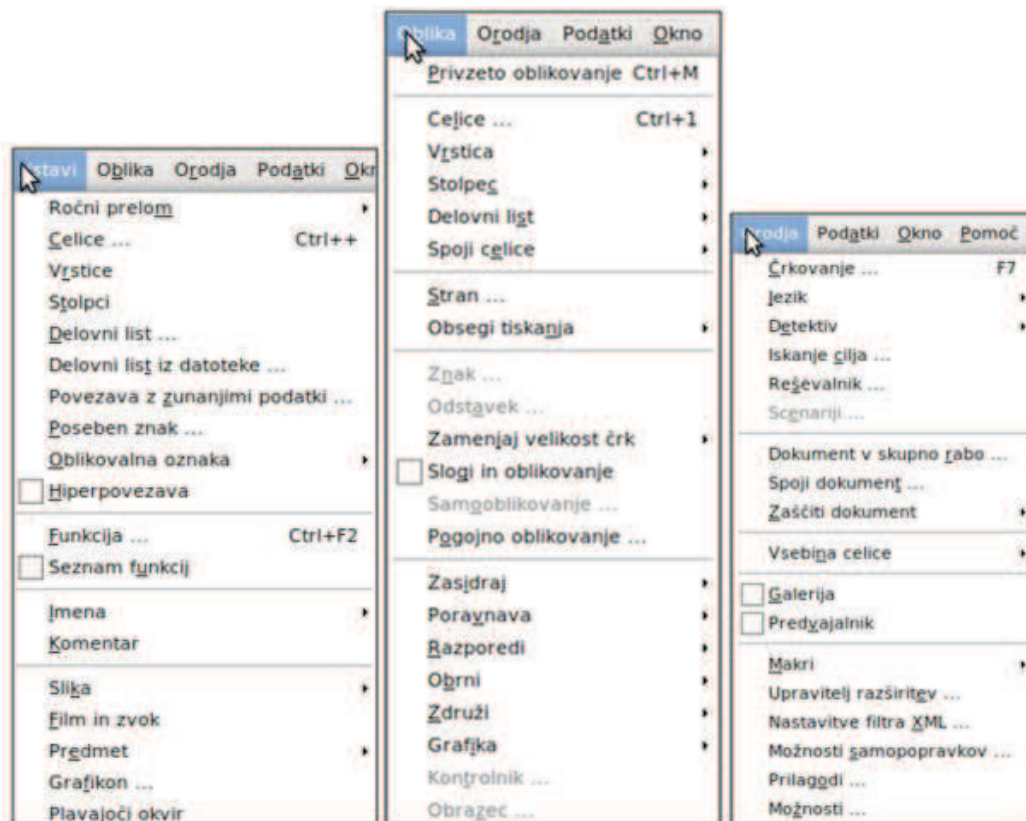 Vstavi Oblika Orodja Podatki Okn
Ročni prelom
Celice ... Ctrl++
Vrstice
Stolpci
Delovni list ...
Delovni list iz datoteke ...
Povezava z zunanjimi podatki ...
Poseben znak ...
Oblikovalna oznaka
Hiperpovezava
Funkcija ... Ctrl+F2
Seznam funkcij
Imena
Komentar
Slika
Film in zvok
Predmet
Grafikon ...
Plavajoči okvir
Oblika Orodja Podatki Okno
Privzeto oblikovanje Ctrl+M
Celice ... Ctrl+1
Vrstica
Stolpec
Delovni list
Spoji celice
Stran ...
Obsegi tiskanja
Znak ...
Odstavek ...
Zamenjaj velikost črk
Slogi in oblikovanje
Samooblikovanje ...
Pogojno oblikovanje ...
Zasidraj
Poravnava
Razporedi
Obrni
Združi
Grafika
Kontrolnik ...
Obrazec ...
Orodja Podatki Okno Pomoč
Črkovanje ... F7
Jezik
Detektiv
Iskanje cilja ...
Reševalnik ...
Scenariji ...
Dokument v skupno rabo ...
Spoji dokument ...
Zaščiti dokument
Vsebina celice
Galerija
Predvajalnik
Makri
Upravitelj razširitev ...
Nastavitve filtra XML ...
Možnosti samopopravkov ...
Prilagodi ...
Možnosti ...